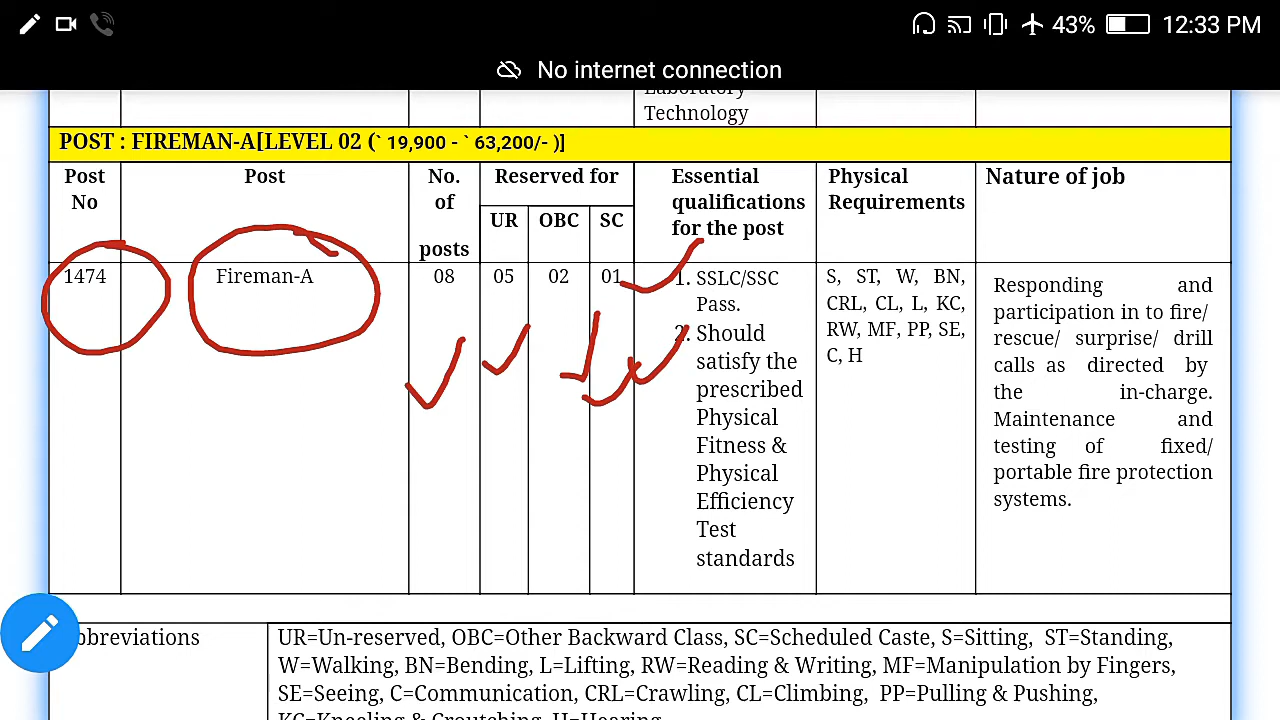 43% 12:33 PM
No internet connection
Laboratory
Technology
POST : FIREMAN-A[LEVEL 02 (` 19,900 - ` 63,200/- )]
Post No
Post
No. of posts
Reserved for
UR OBC SC
Essential qualifications for the post
Physical Requirements
Nature of job
1474
Fireman-A
08
05
02
01
1. SSLC/SSC
Pass.
2. Should
satisfy the
prescribed
Physical
Fitness &
Physical
Efficiency
Test
standards
S, ST, W, BN,
CRL, CL, L, KC,
RW, MF, PP, SE,
C, H
Responding and
participation in to fire/
rescue/ surprise/ drill
calls as directed by
the in-charge.
Maintenance and
testing of fixed/
portable fire protection
systems.
bbreviations
UR=Un-reserved, OBC=Other Backward Class, SC=Scheduled Caste, S=Sitting, ST=Standing,
W=Walking, BN=Bending, L=Lifting, RW=Reading & Writing, MF=Manipulation by Fingers,
SE=Seeing, C=Communication, CRL=Crawling, CL=Climbing, PP=Pulling & Pushing,
KC=Kneeling & Croutching, H=Hearing